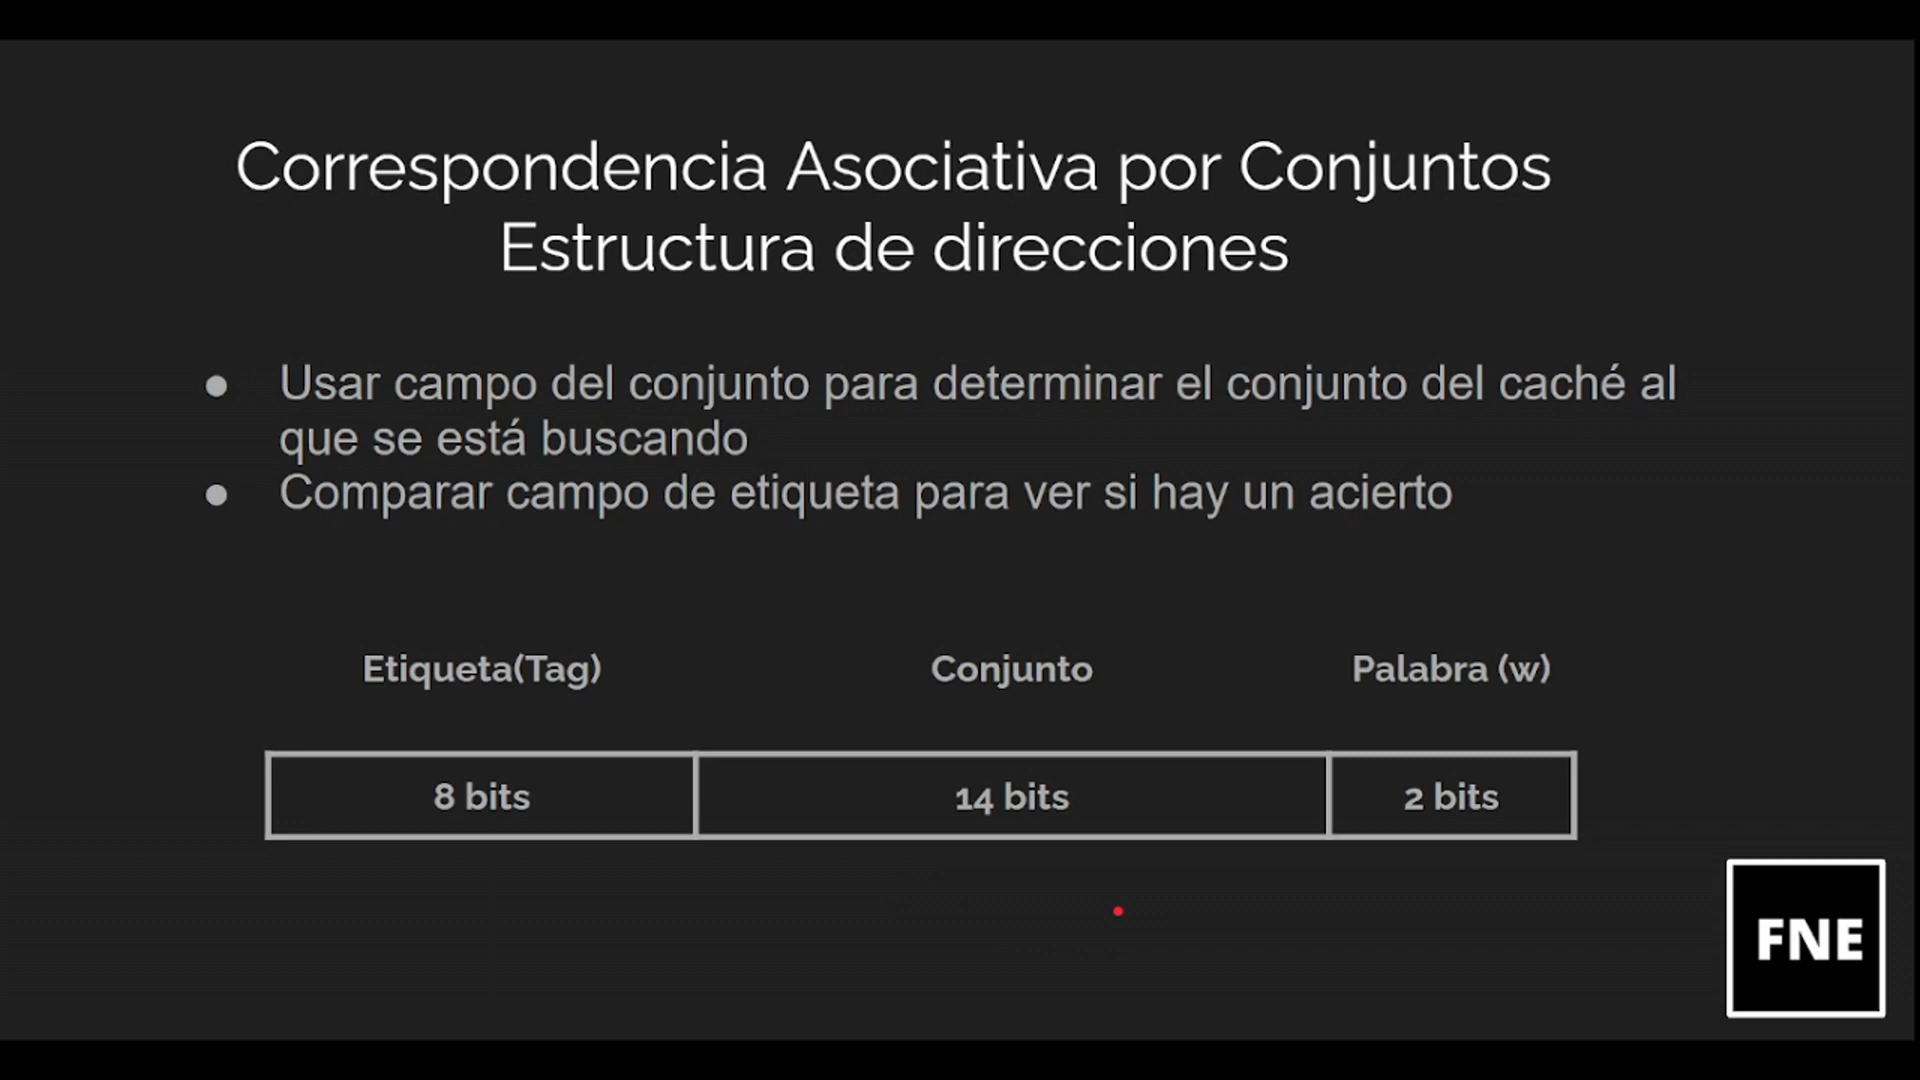 Correspondencia Asociativa por Conjuntos
Estructura de direcciones
● Usar campo del conjunto para determinar el conjunto del caché al
que se está buscando
● Comparar campo de etiqueta para ver si hay un acierto
Etiqueta(Tag) Conjunto Palabra (w)
8 bits 14 bits 2 bits
FNE